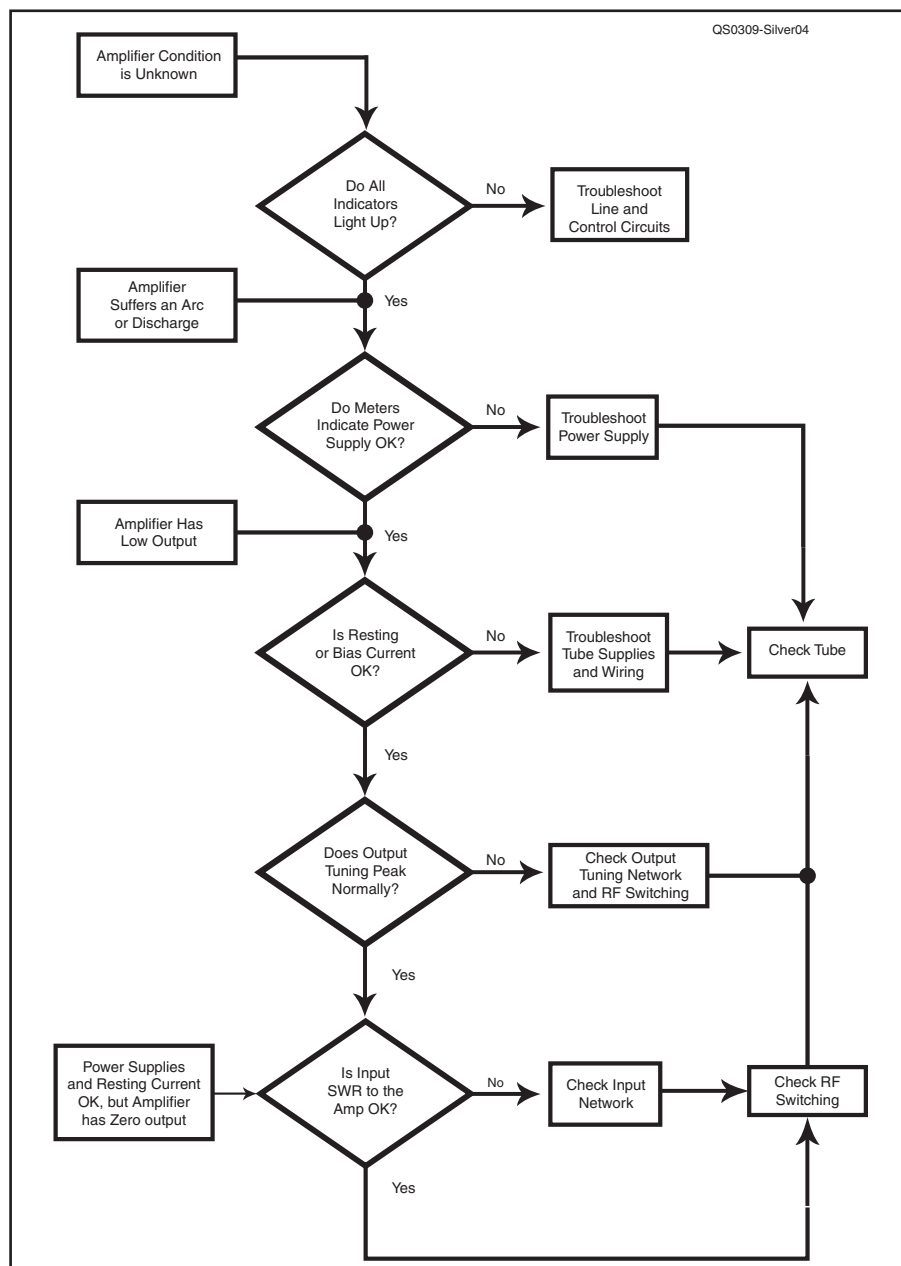 QS0309-Silver04
Amplifier Condition
is Unknown
Do All
Indicators
Light Up?
No
Troubleshoot
Line and
Control Circuits
Amplifier
Suffers an Arc
or Discharge
Yes
Do Meters
Indicate Power
Supply OK?
No
Troubleshoot
Power Supply
Amplifier Has
Low Output
Yes
Is Resting
or Bias Current
OK?
No
Troubleshoot
Tube Supplies
and Wiring
Check Tube
Yes
Does Output
Tuning Peak
Normally?
No
Check Output
Tuning Network
and RF Switching
Yes
Power Supplies
and Resting Current
OK, but Amplifier
has Zero output
Is Input
SWR to the
Amp OK?
No
Check Input
Network
Check RF
Switching
Yes